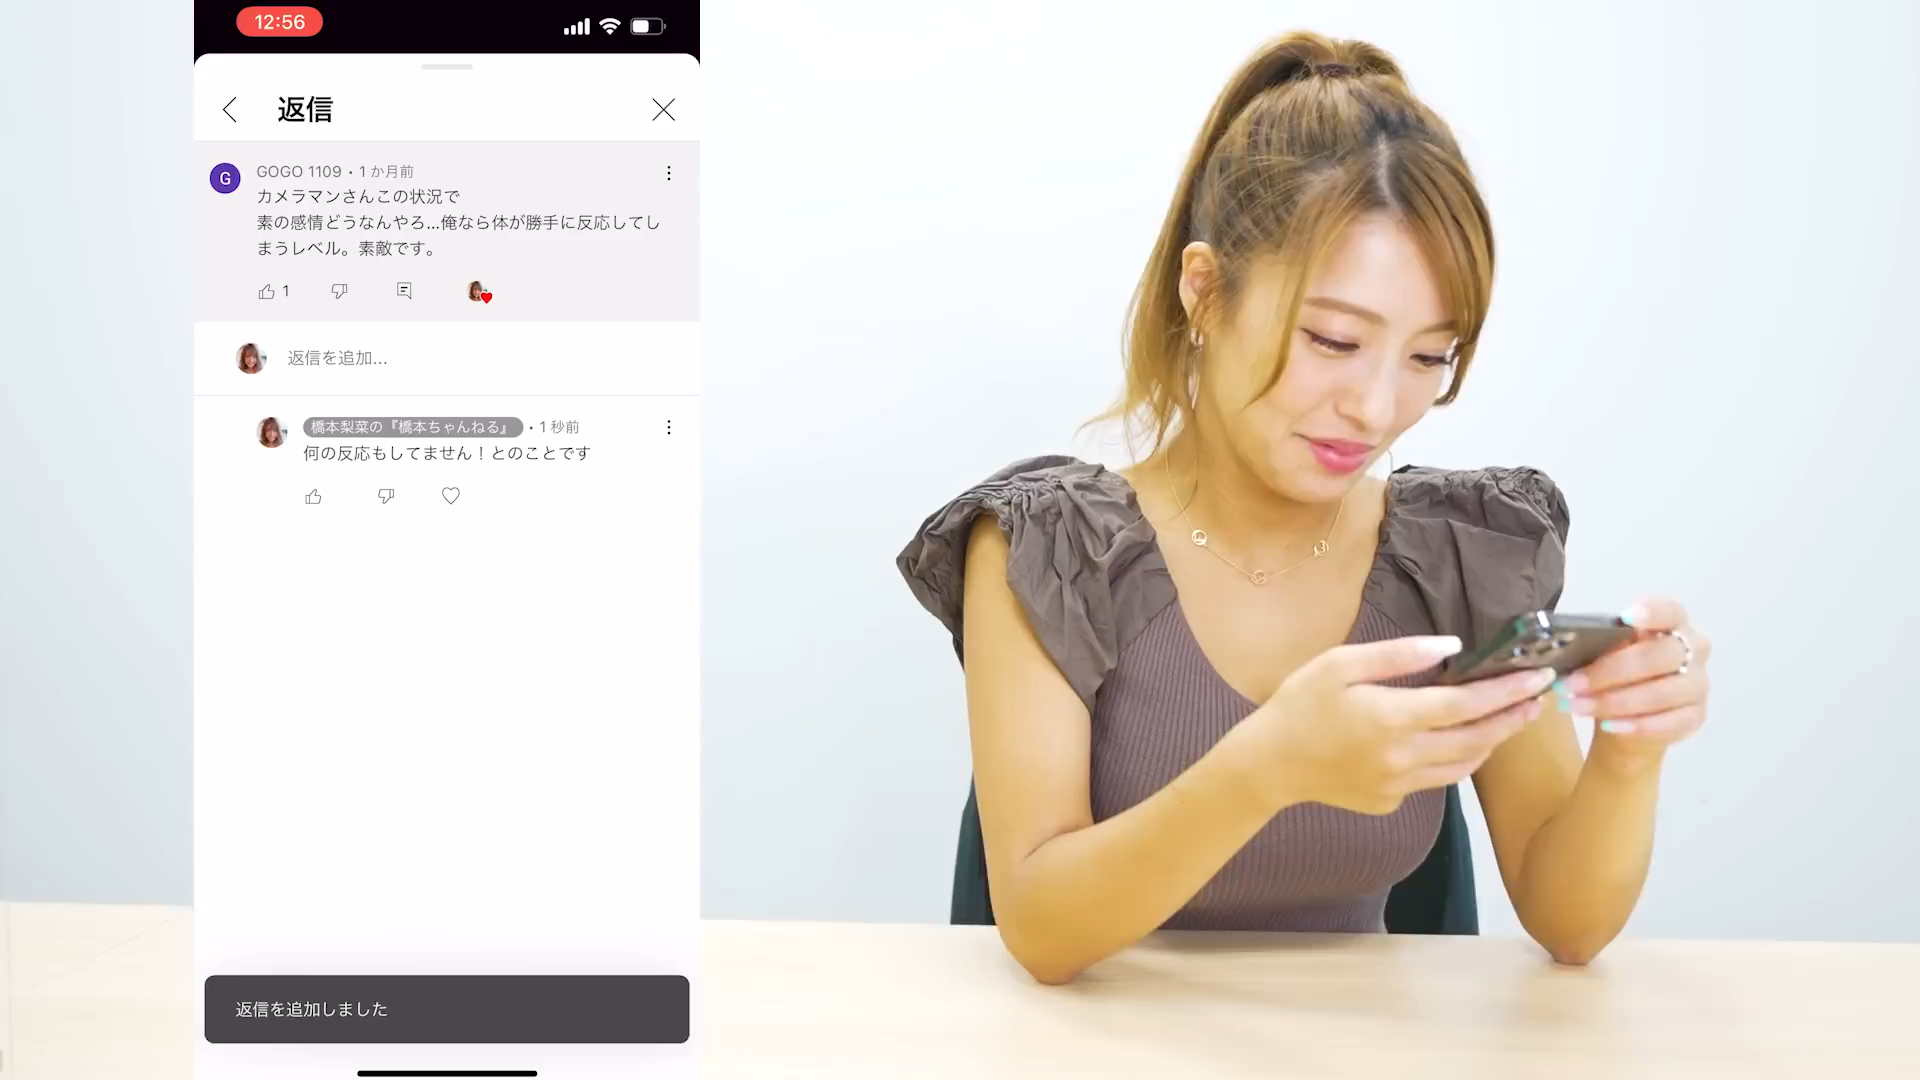 12:56
返信
G
GOGO 1109・1 か月前
カメラマンさんこの状況で
素の感情どうなんやろ...俺なら体が勝手に反応してし
まうレベル。素敵です。
1
返信を追加...
橋本梨菜の『橋本ちゃんねる』・1 秒前
何の反応もしてません！とのことです
返信を追加しました